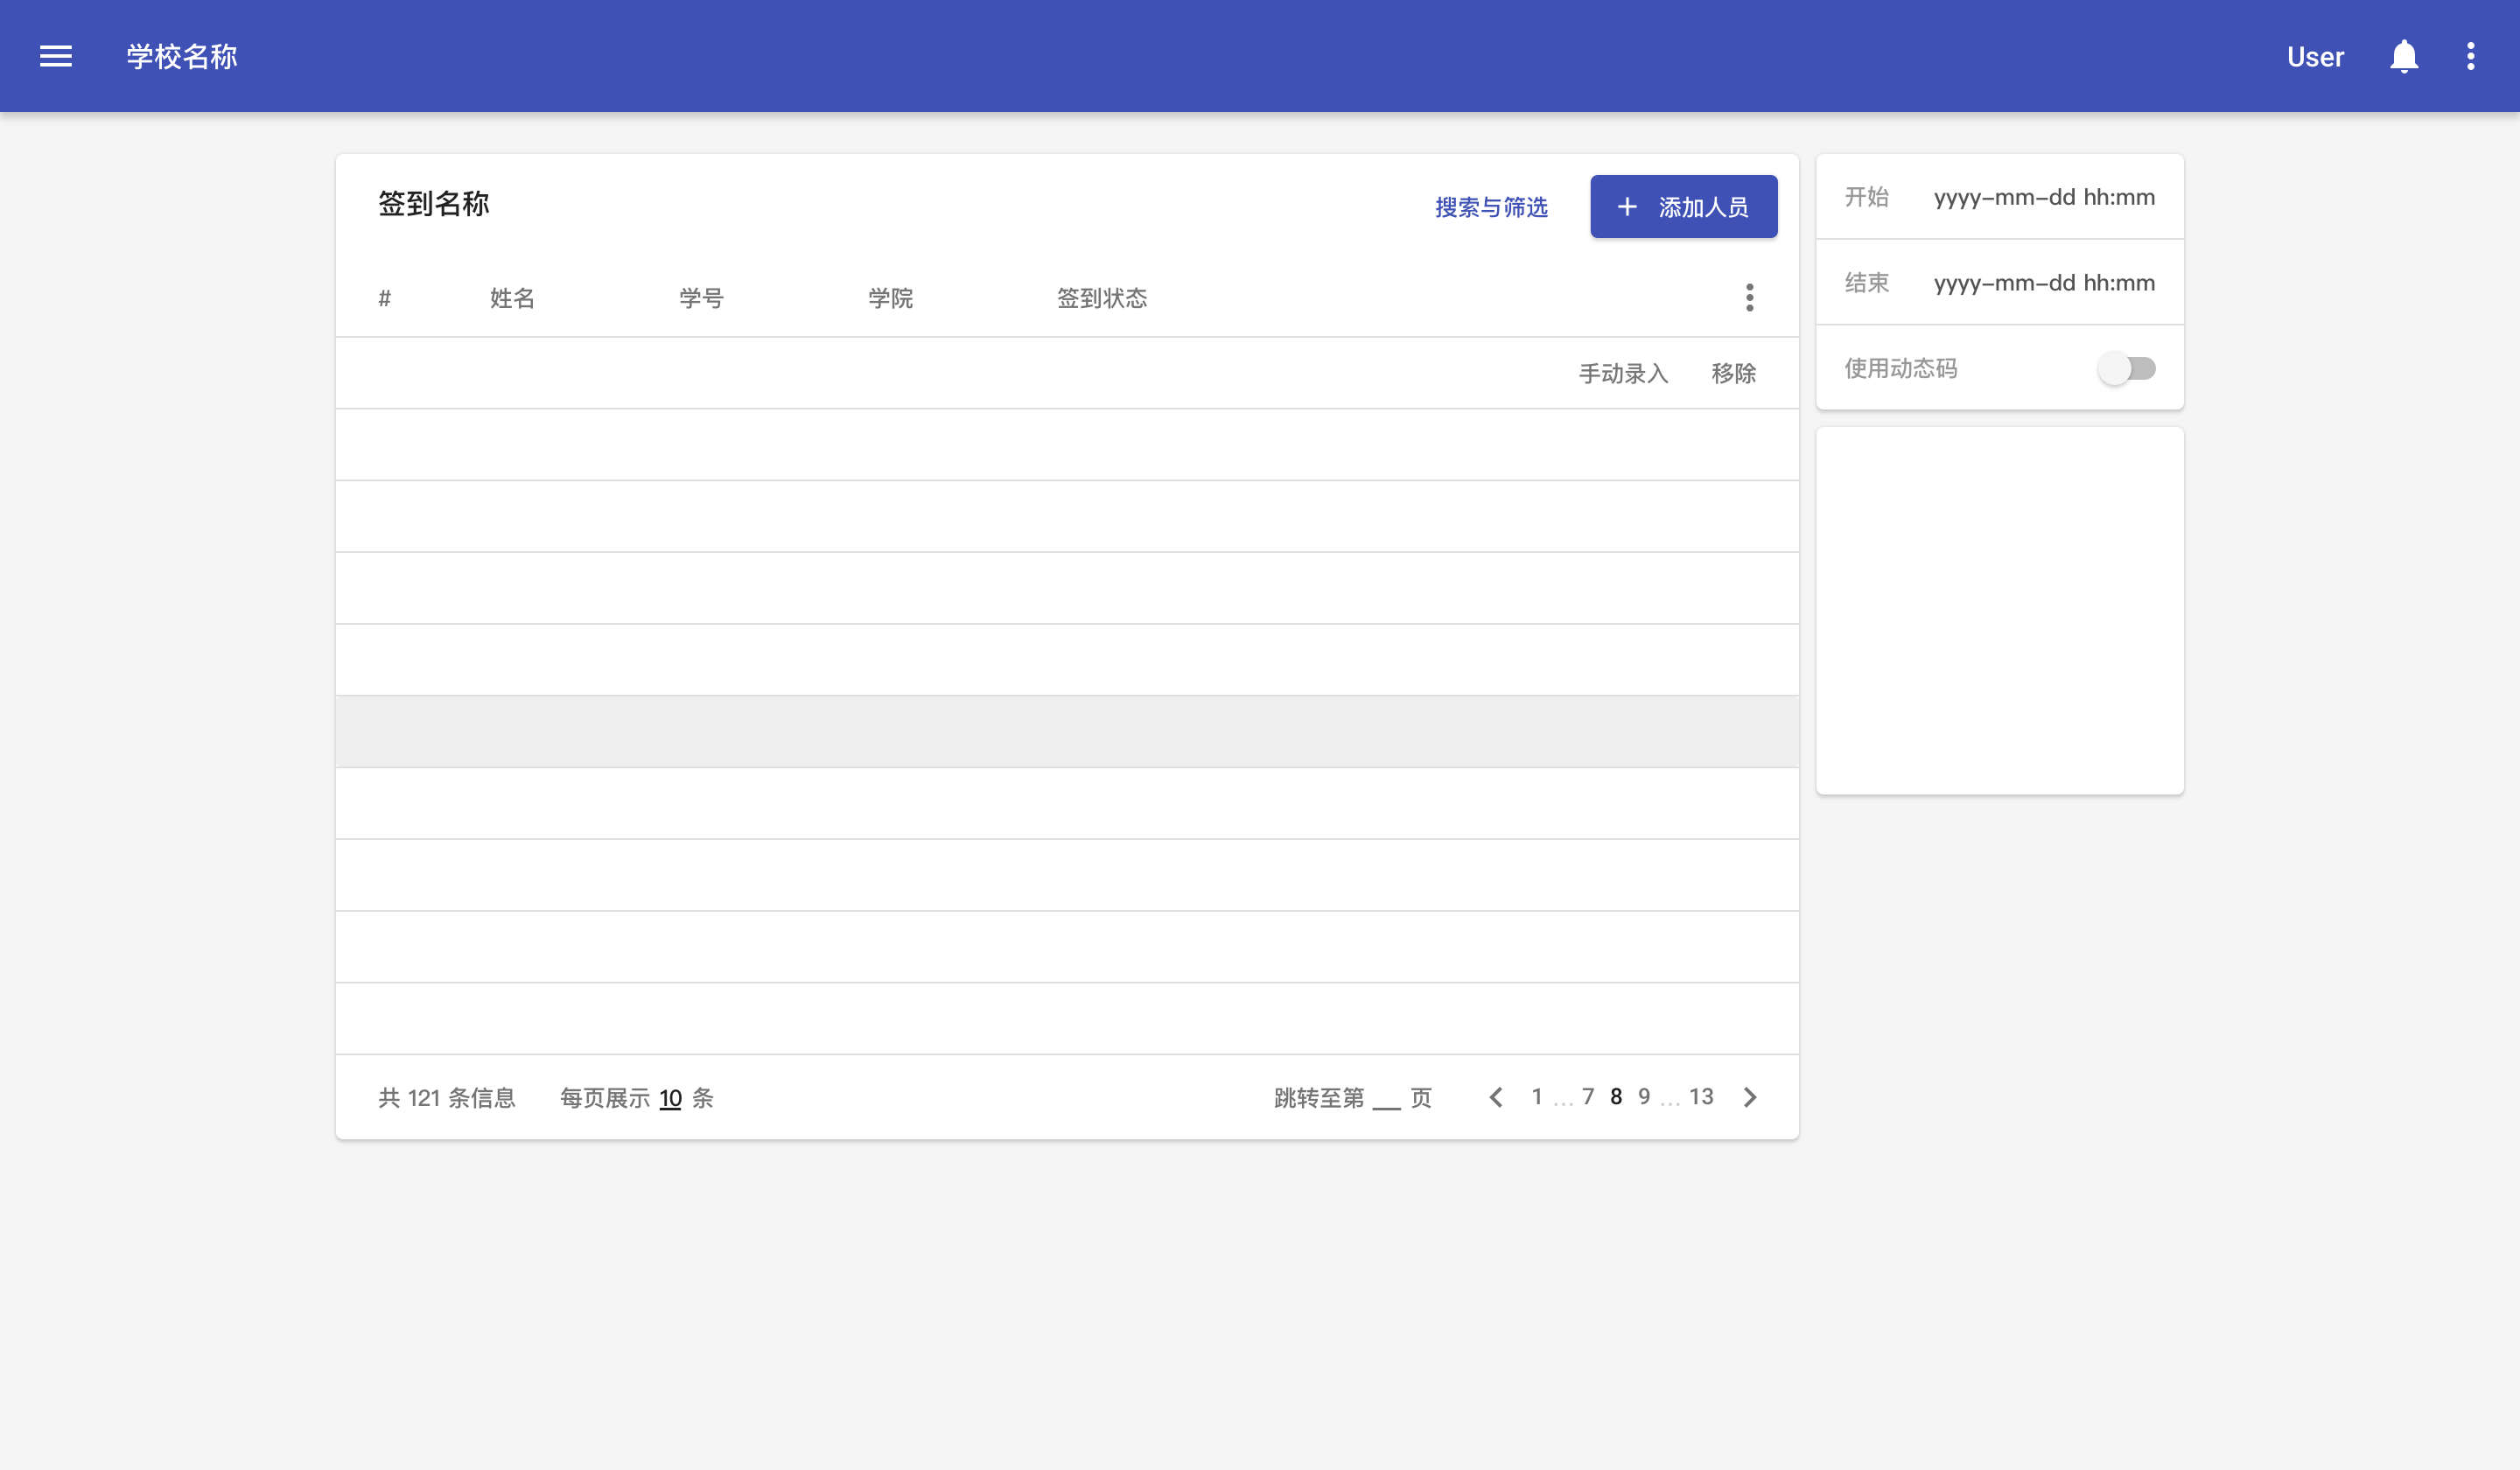 学校名称 User
签到名称 搜索与筛选 + 添加人员
# 姓名 学号 学院 签到状态
手动录入 移除
共 121 条信息 每页展示 10 条 跳转至第 __ 页 1 ... 7 8 9 ... 13
开始 yyyy-mm-dd hh:mm
结束 yyyy-mm-dd hh:mm
使用动态码